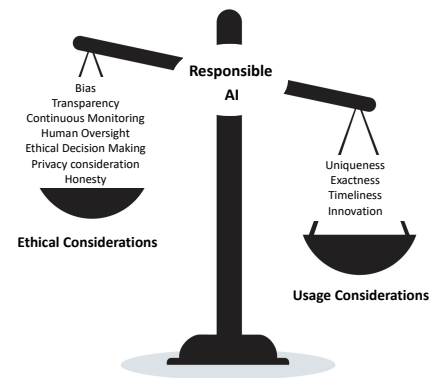 Responsible
AI
Bias
Transparency
Continuous Monitoring
Human Oversight
Ethical Decision Making
Privacy consideration
Honesty
Ethical Considerations
Uniqueness
Exactness
Timeliness
Innovation
Usage Considerations